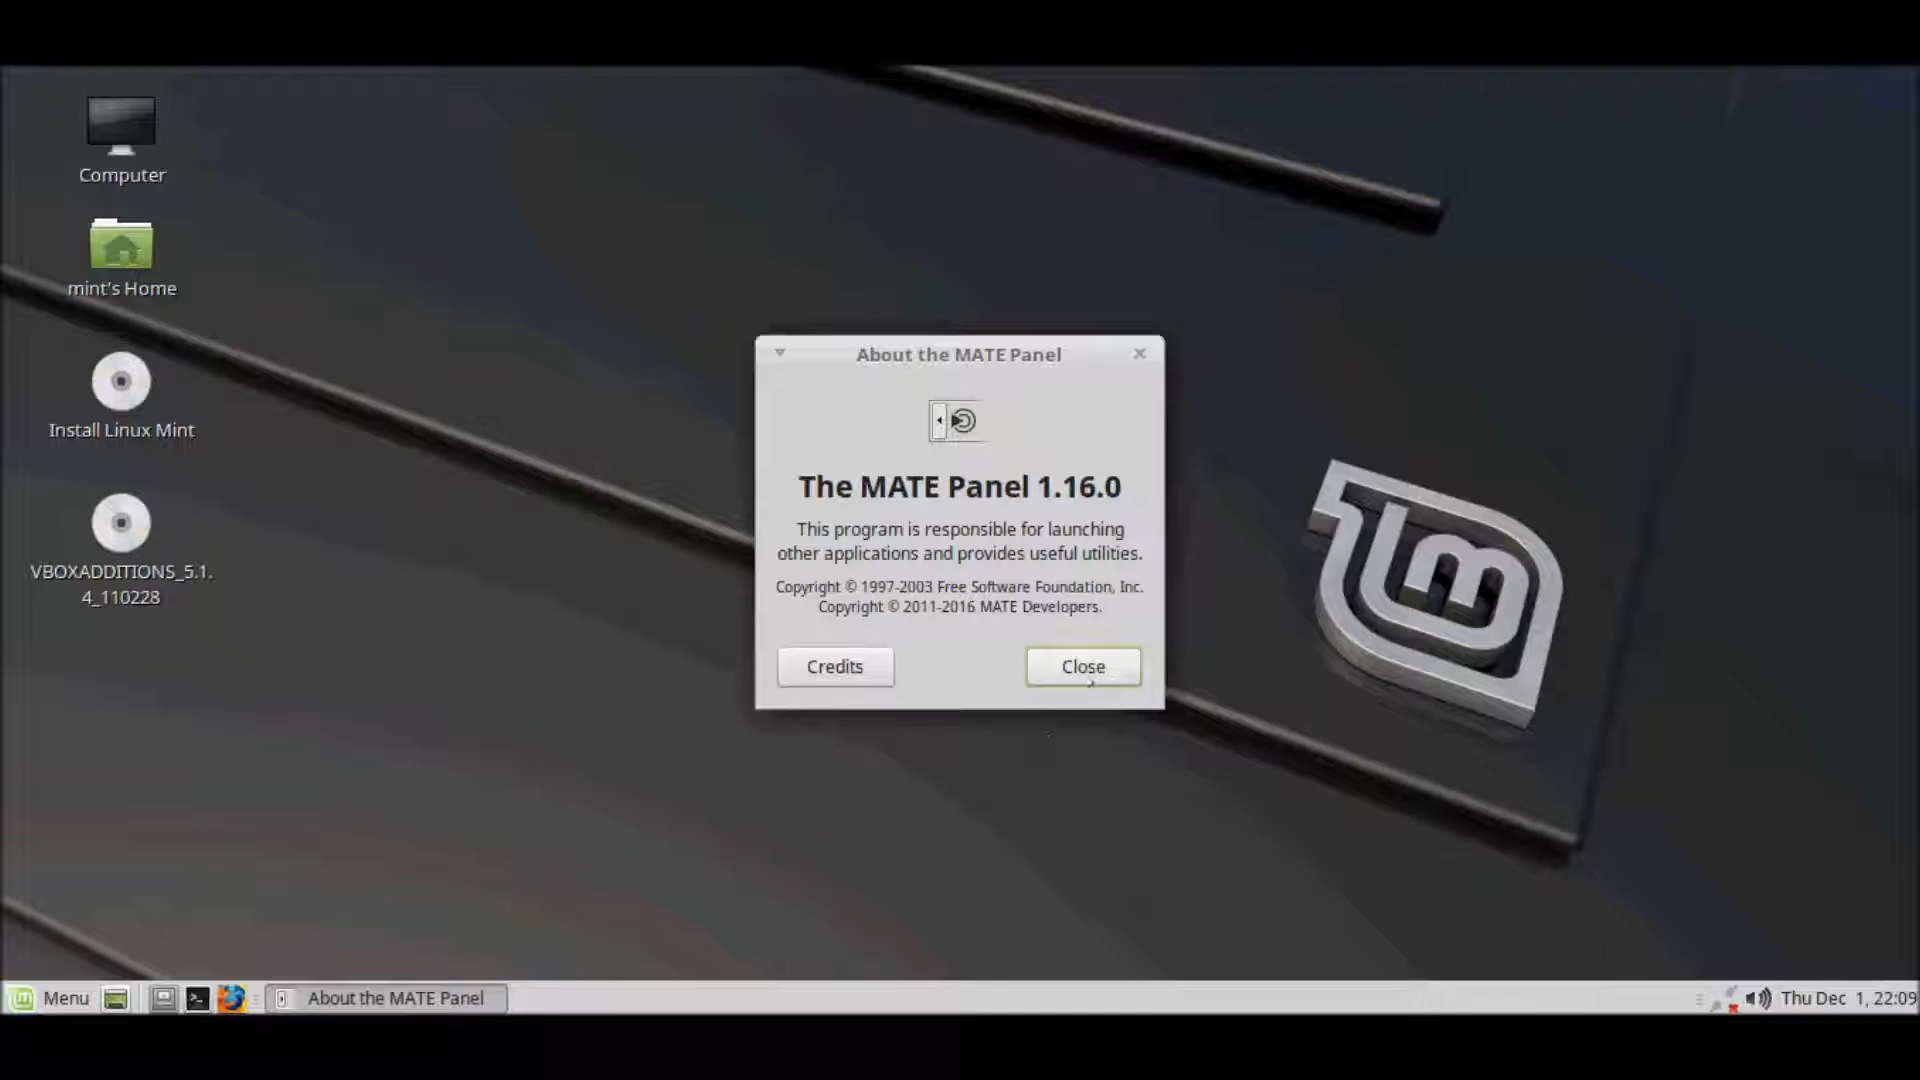 Computer
mint's Home
Install Linux Mint
VBOXADDITIONS_5.1.
4_110228
About the MATE Panel
The MATE Panel 1.16.0
This program is responsible for launching
other applications and provides useful utilities.
Copyright © 1997-2003 Free Software Foundation, Inc.
Copyright © 2011-2016 MATE Developers.
Credits
Close
Menu
About the MATE Panel
Thu Dec 1, 22:09